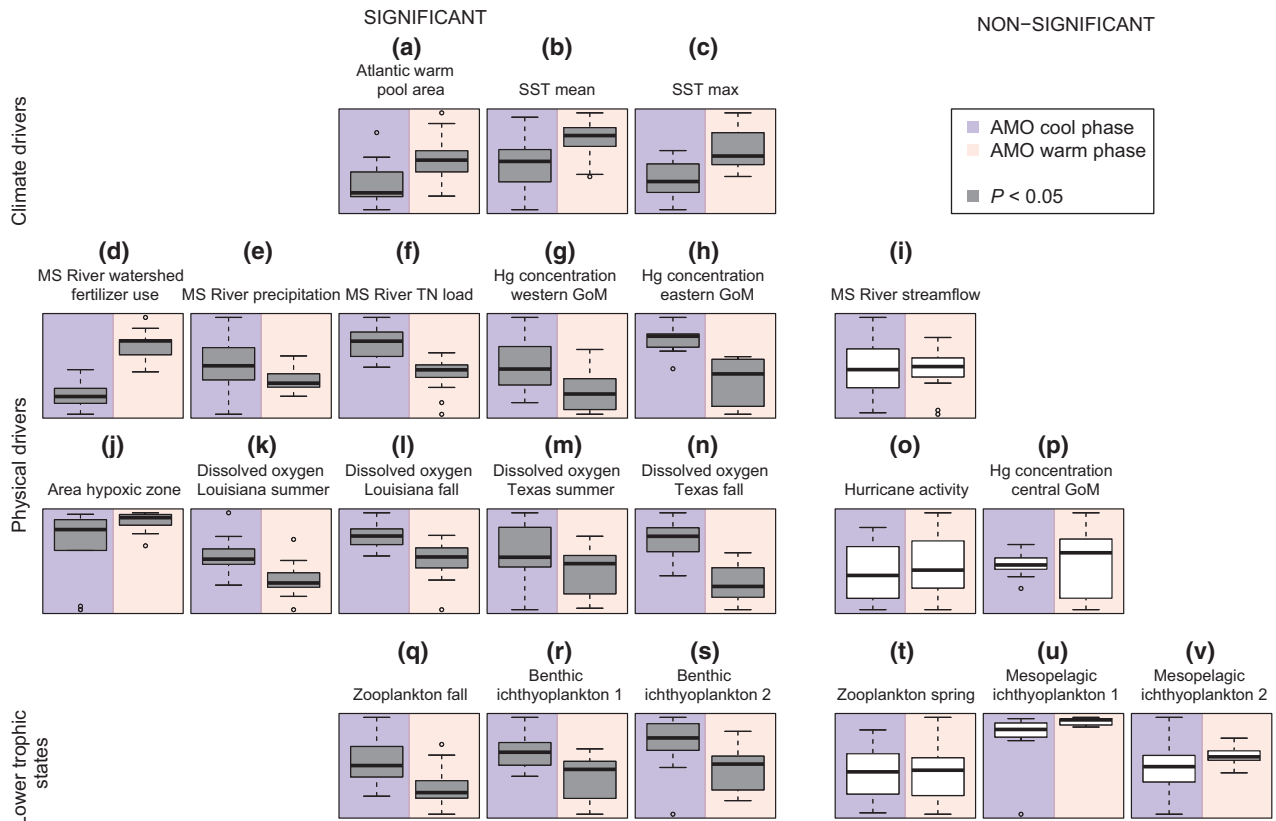 SIGNIFICANT
NON−SIGNIFICANT
Climate drivers
(a)
Atlantic warm
pool area
(b)
SST mean
(c)
SST max
AMO cool phase
AMO warm phase
P < 0.05
Physical drivers
(d)
MS River watershed
fertilizer use
(e)
MS River precipitation
(f)
MS River TN load
(g)
Hg concentration
western GoM
(h)
Hg concentration
eastern GoM
(i)
MS River streamflow
(j)
Area hypoxic zone
(k)
Dissolved oxygen
Louisiana summer
(l)
Dissolved oxygen
Louisiana fall
(m)
Dissolved oxygen
Texas summer
(n)
Dissolved oxygen
Texas fall
(o)
Hurricane activity
(p)
Hg concentration
central GoM
Lower trophic
states
(q)
Zooplankton fall
(r)
Benthic
ichthyoplankton 1
(s)
Benthic
ichthyoplankton 2
(t)
Zooplankton spring
(u)
Mesopelagic
ichthyoplankton 1
(v)
Mesopelagic
ichthyoplankton 2